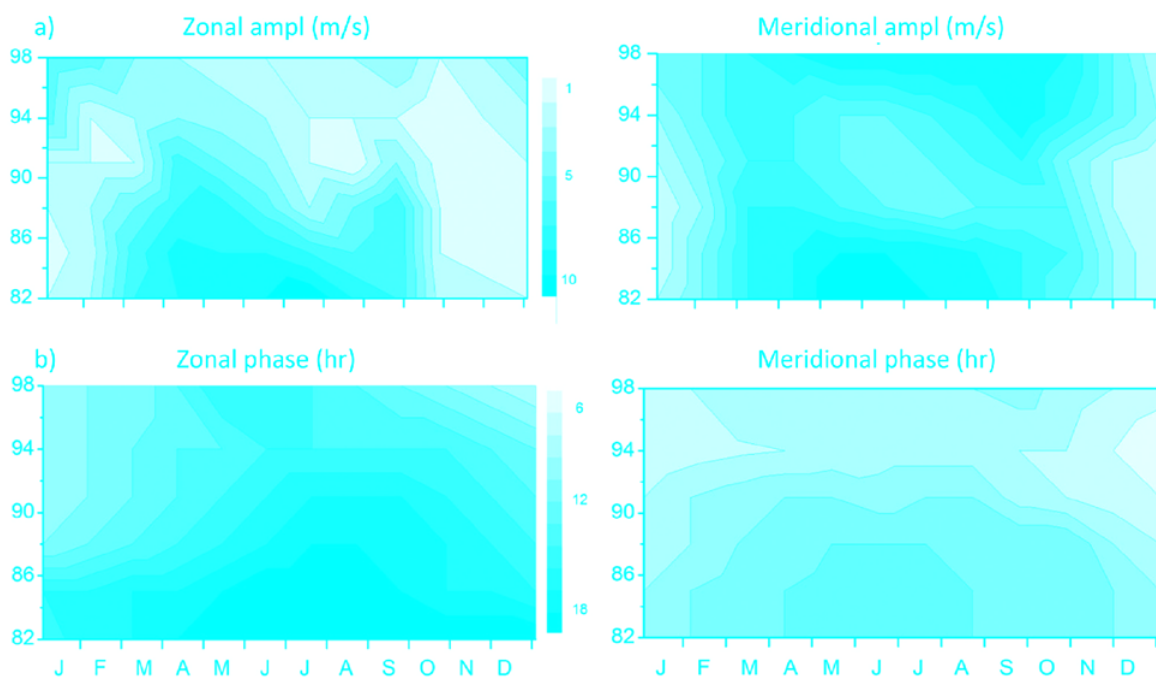 a) Zonal ampl (m/s) Meridional ampl (m/s)
98 98
94 1 94
90 5 90
86 86
82 10 82
b) Zonal phase (hr) Meridional phase (hr)
98 6 98
94 94
90 12 90
86 86
82 18 82
J F M A M J J A S O N D J F M A M J J A S O N D